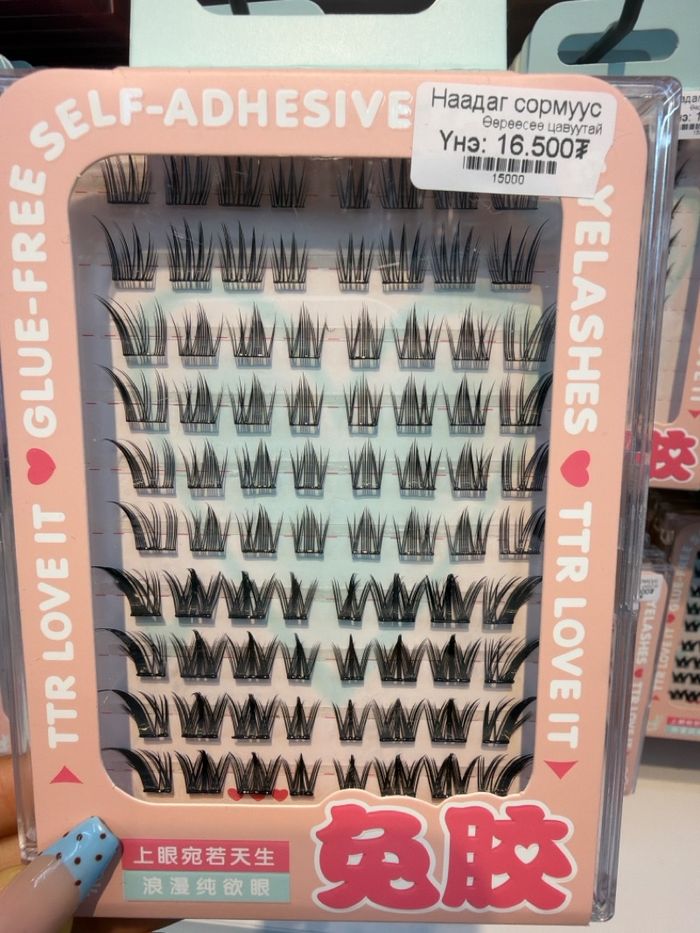 SELF-ADHESIVE
Наадаг сормуус
Өөрөөсөө цавуутай
Үнэ: 16.500₮
15000
GLUE-FREE
EYELASHES
TTR LOVE IT
TTR LOVE IT
上眼宛若天生
浪漫纯欲眼
免胶